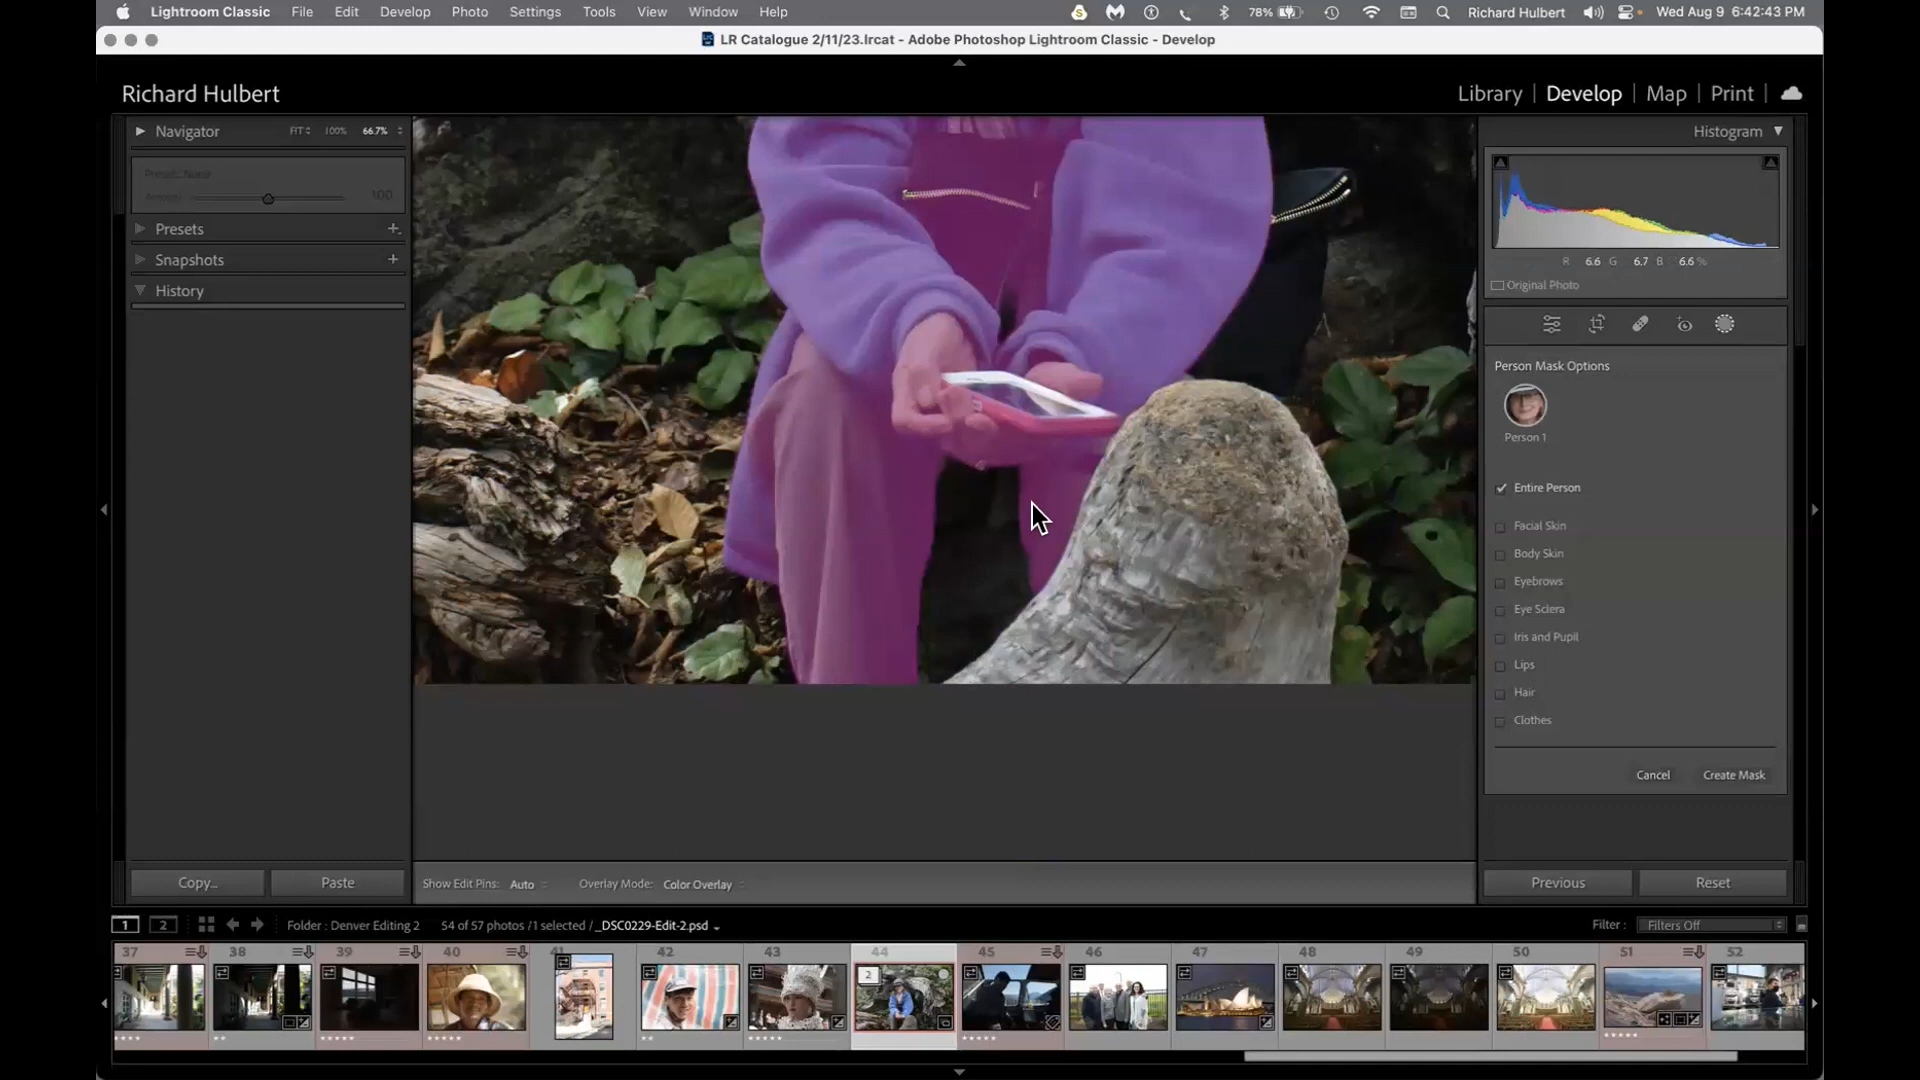 Lightroom Classic File Edit Develop Photo Settings Tools View Window Help 78% Richard Hulbert Wed Aug 9 6:42:43 PM
LR Catalogue 2/11/23.lrcat - Adobe Photoshop Lightroom Classic - Develop
Richard Hulbert Library | Develop | Map | Print |
Navigator FIT 100% 66.7% Histogram
Preset: None
Amount 100
Presets
Snapshots
R 6.6 G 6.7 B 6.6 %
Original Photo
History
Person Mask Options
Person 1
Entire Person
Facial Skin
Body Skin
Eyebrows
Eye Sclera
Iris and Pupil
Lips
Hair
Clothes
Cancel Create Mask
Copy... Paste Show Edit Pins: Auto Overlay Mode: Color Overlay Previous Reset
1 2 Folder : Denver Editing 2 54 of 57 photos /1 selected /_DSC0229-Edit-2.psd Filter : Filters Off
37 38 39 40 41 42 43 44 45 46 47 48 49 50 51 52
2